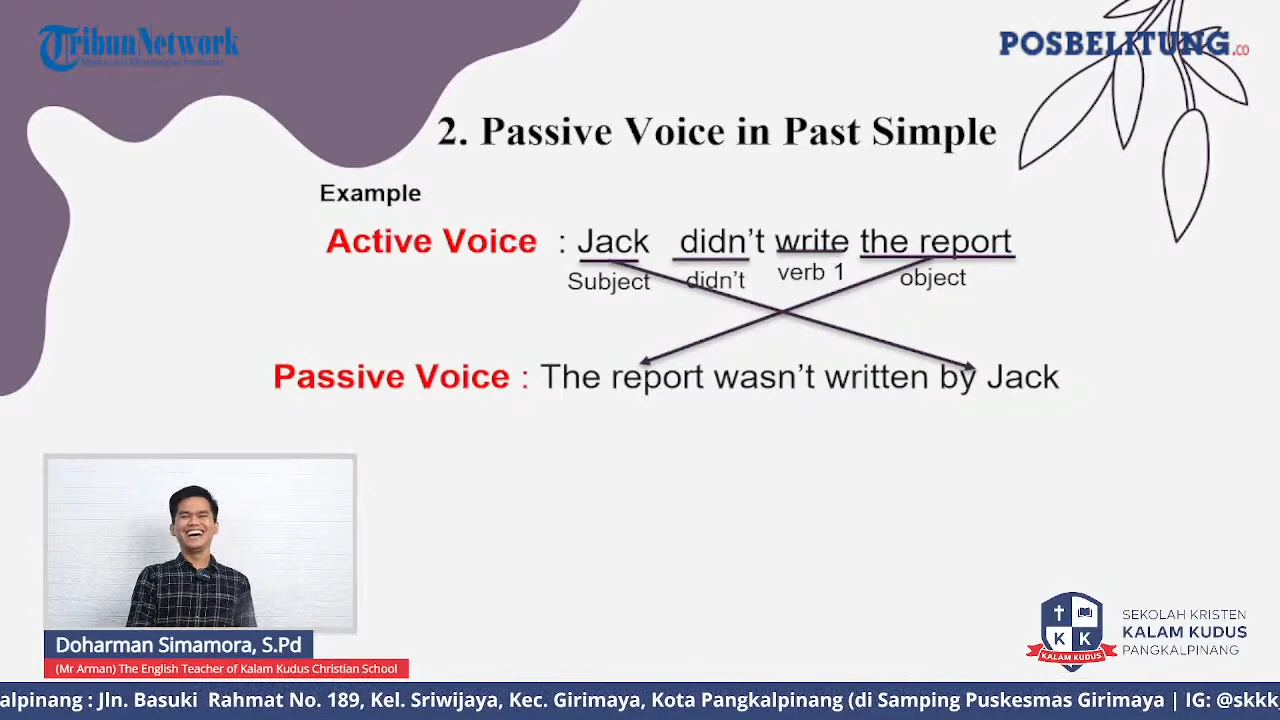 TribunNetwork
POSBELITUNG.co
2. Passive Voice in Past Simple
Example
Active Voice : Jack didn't write the report
Subject didn't verb 1 object
Passive Voice : The report wasn't written by Jack
Doharman Simamora, S.Pd
(Mr Arman) The English Teacher of Kalam Kudus Christian School
K K
KALAM KUDUS
SEKOLAH KRISTEN
KALAM KUDUS
PANGKALPINANG
alpinang : Jln. Basuki Rahmat No. 189, Kel. Sriwijaya, Kec. Girimaya, Kota Pangkalpinang (di Samping Puskesmas Girimaya | IG: @skkk